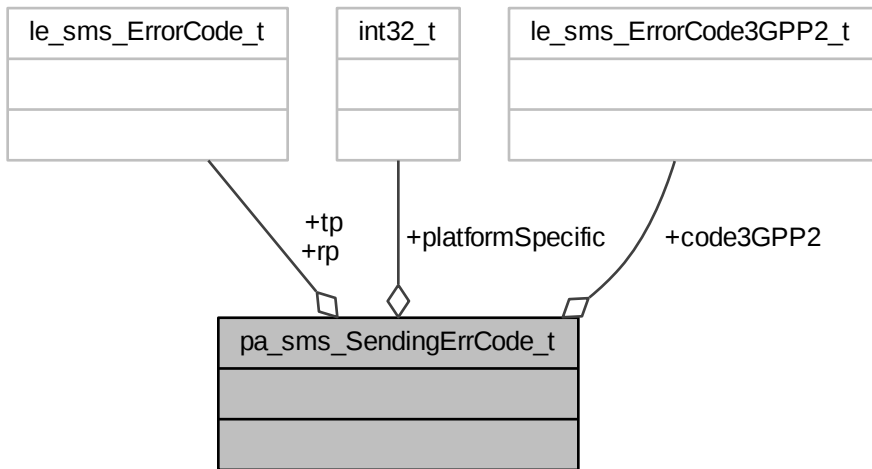 le_sms_ErrorCode_t
int32_t
le_sms_ErrorCode3GPP2_t
+tp
+rp
+platformSpecific
+code3GPP2
pa_sms_SendingErrCode_t